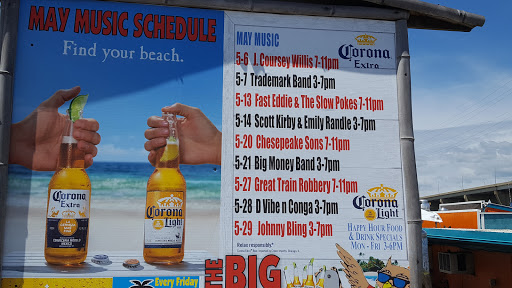 MAY MUSIC SCHEDULE
Find your beach.
MAY MUSIC
5-6 J. Coursey Willis 7-11pm
5-7 Trademark Band 3-7pm
5-13 Fast Eddie & The Slow Pokes 7-11pm
5-14 Scott Kirby & Emily Randle 3-7pm
5-20 Chesepeake Sons 7-11pm
5-21 Big Money Band 3-7pm
5-27 Great Train Robbery 7-11pm
5-28 D Vibe n Conga 3-7pm
5-29 Johnny Bling 3-7pm
Relax responsibly.
Corona
Extra
Corona
Light
HAPPY HOUR FOOD
& DRINK SPECIALS
MON - FRI 3-6PM
Corona
Extra
Corona
Light
Every Friday
THE BIG